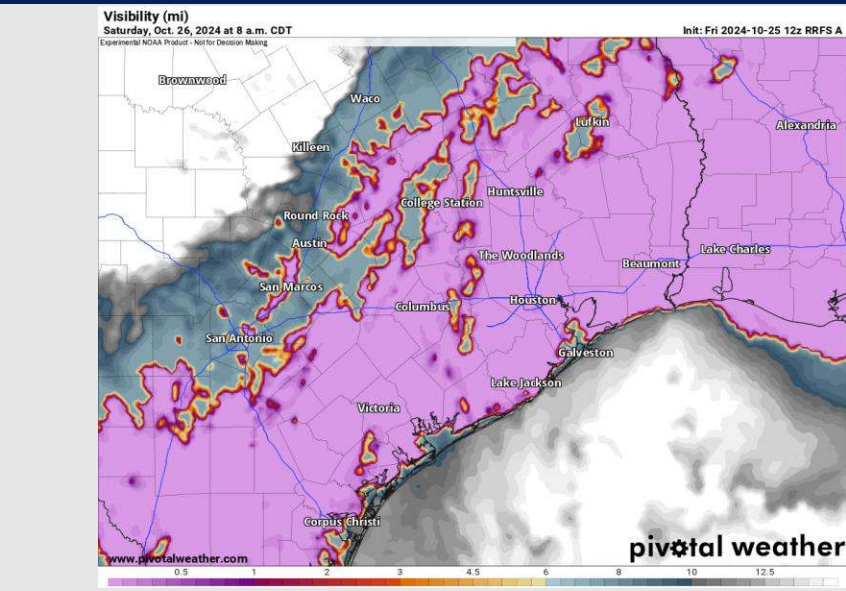 Visibility (mi)
Saturday, Oct. 26, 2024 at 8 a.m. CDT
Init: Fri 2024-10-25 12z RRFS A
Experimental NOAA Product - Not for Decision Making
Brownwood
Waco
Lufkin
Alexandria
Killeen
Huntsville
College Station
Round Rock
Austin
The Woodlands
Lake Charles
Beaumont
San Marcos
Houston
Columbus
San Antonio
Galveston
Lake Jackson
Victoria
Corpus Christi
pivotal weather
www.pivotalweather.com
0.5 1 2 3 4.5 6 8 10 12.5